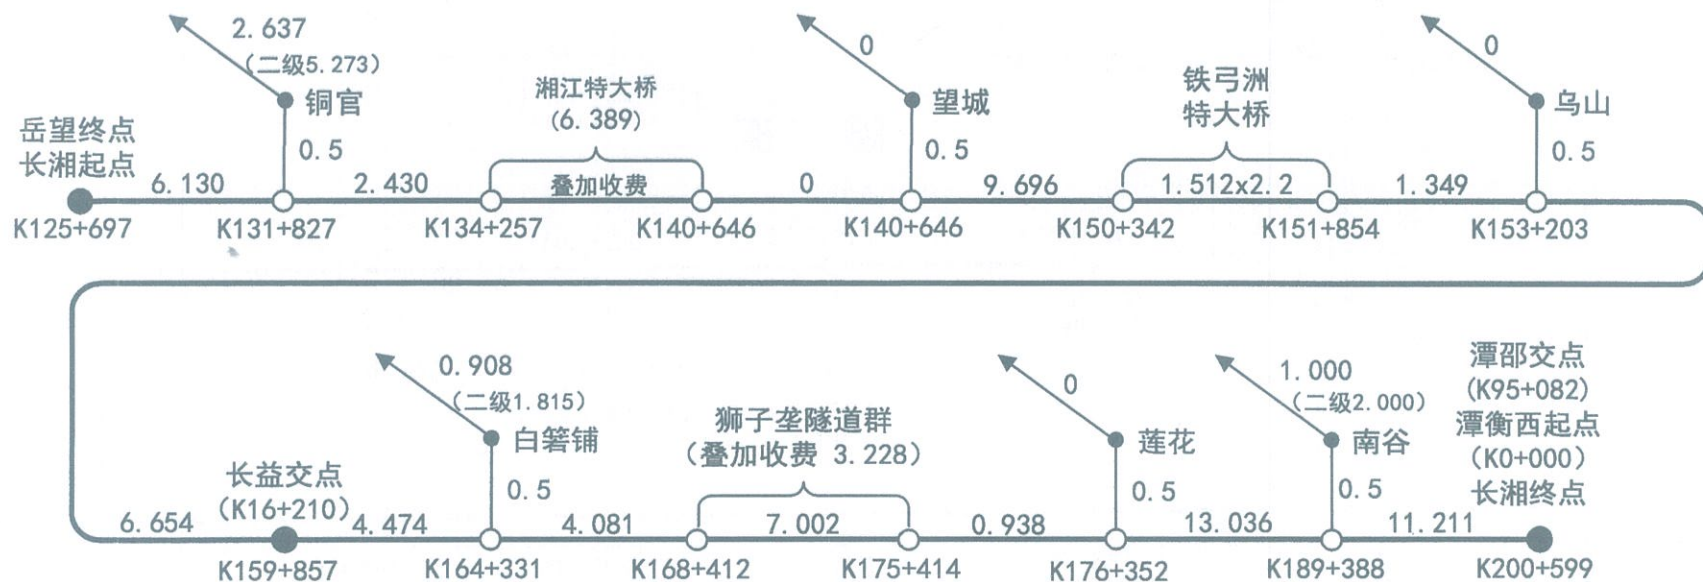 2.637
（二级5.273）
铜官
0.5
岳望终点
长湘起点
6.130
2.430
湘江特大桥
(6.389)
叠加收费
0
0
望城
0.5
9.696
铁弓洲
特大桥
1.512x2.2
1.349
0
乌山
0.5
K125+697
K131+827
K134+257
K140+646
K140+646
K150+342
K151+854
K153+203
6.654
长益交点
(K16+210)
4.474
0.908
（二级1.815）
白箬铺
0.5
4.081
狮子垄隧道群
（叠加收费 3.228）
7.002
0.938
0
莲花
0.5
13.036
1.000
（二级2.000）
南谷
0.5
11.211
潭邵交点
(K95+082)
潭衡西起点
(K0+000)
长湘终点
K159+857
K164+331
K168+412
K175+414
K176+352
K189+388
K200+599